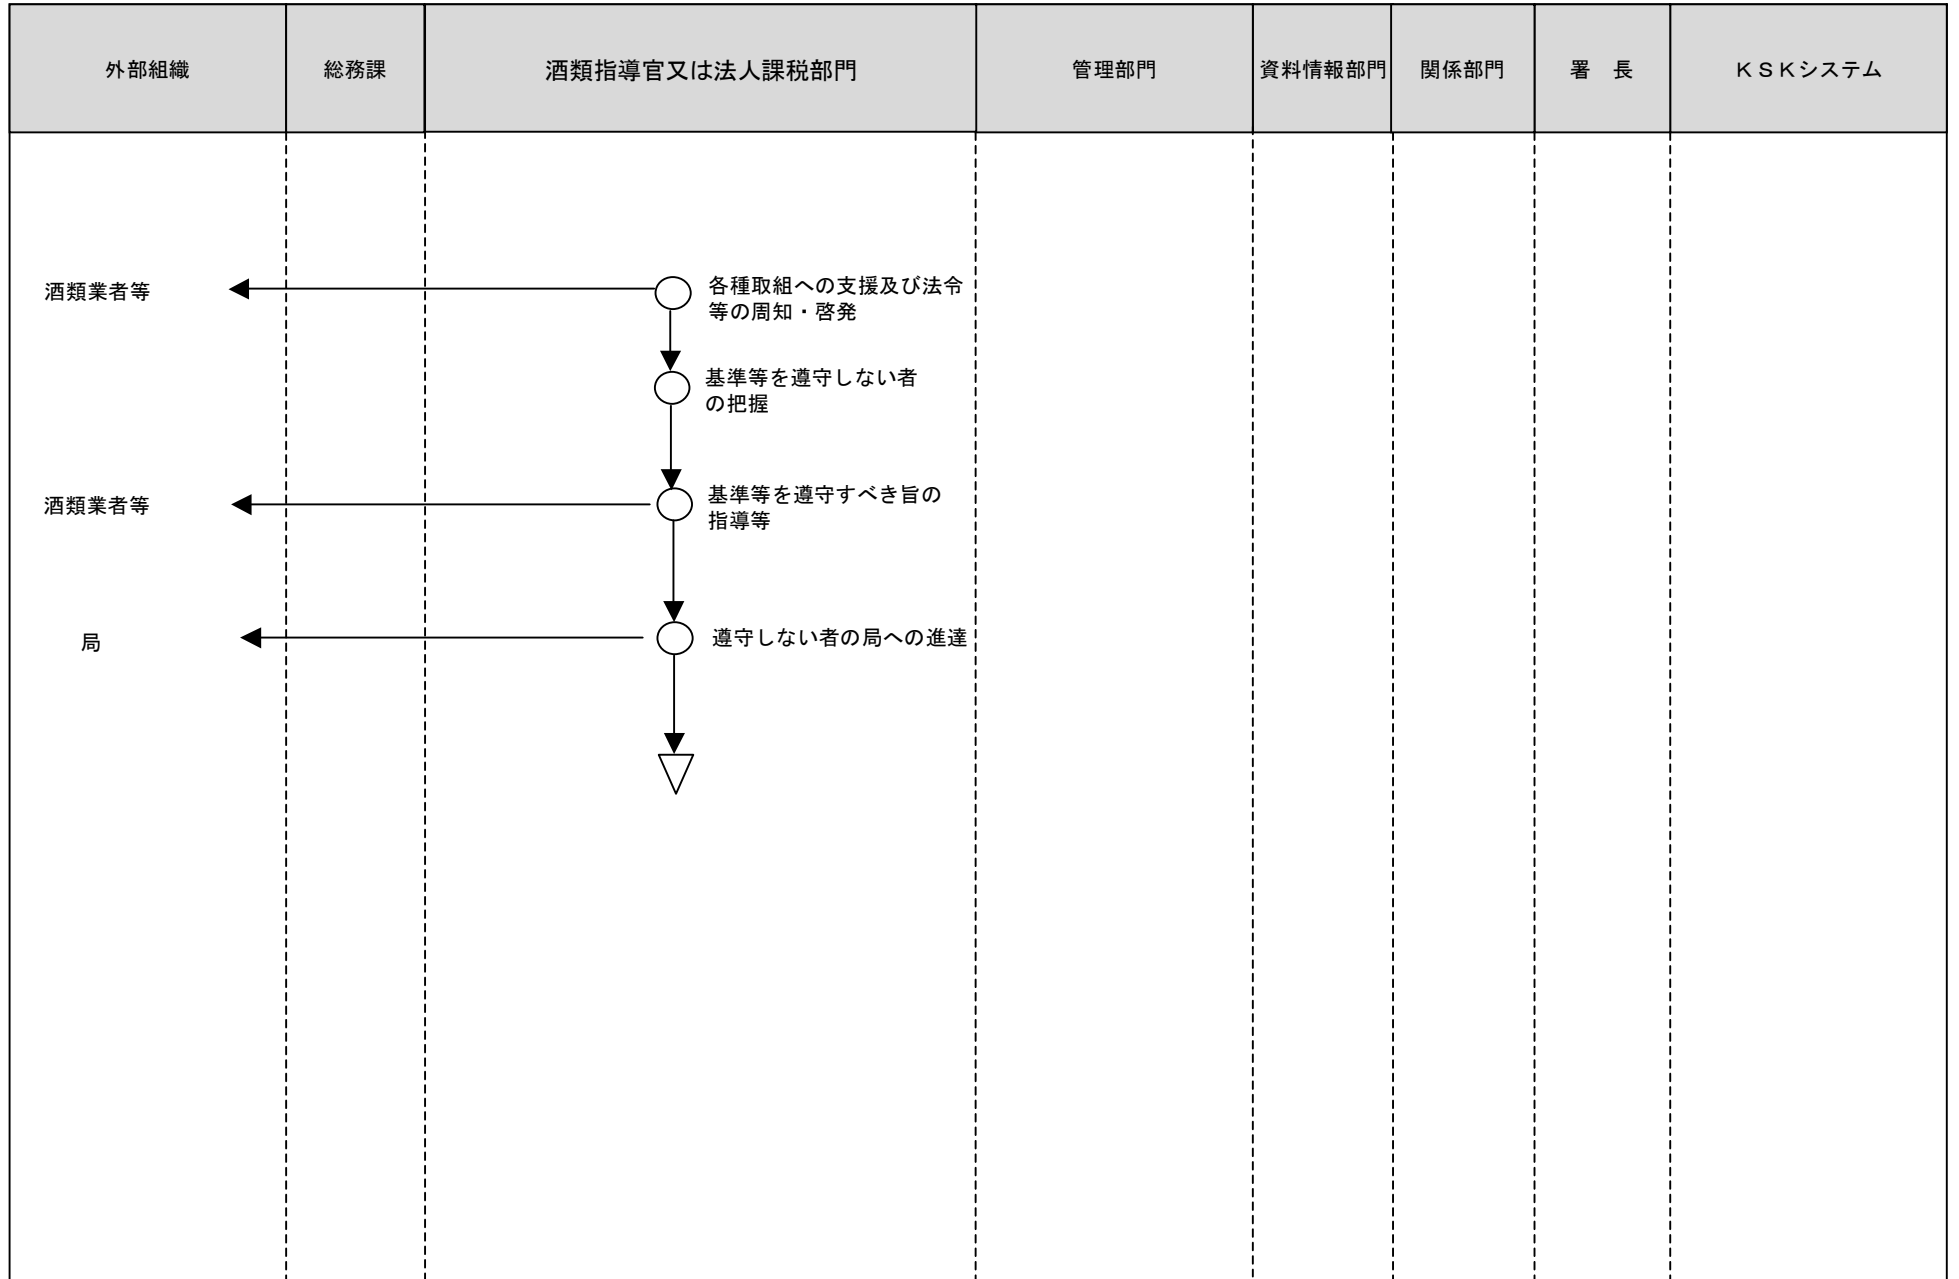 外部組織
総務課
酒類指導官又は法人課税部門
管理部門
資料情報部門
関係部門
署　長
ＫＳＫシステム
酒類業者等
各種取組への支援及び法令
等の周知・啓発
基準等を遵守しない者
の把握
酒類業者等
基準等を遵守すべき旨の
指導等
局
遵守しない者の局への進達